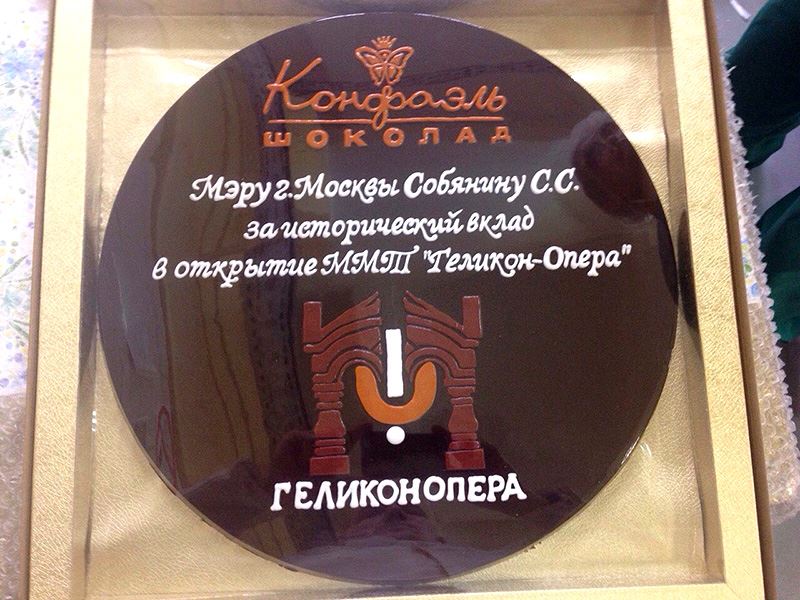 Конфаэль
ШОКОЛАД
Мэру г.Москвы Собянину С.С.
за исторический вклад
в открытие ММТ "Геликон-Опера"
ГЕЛИКОНОПЕРА